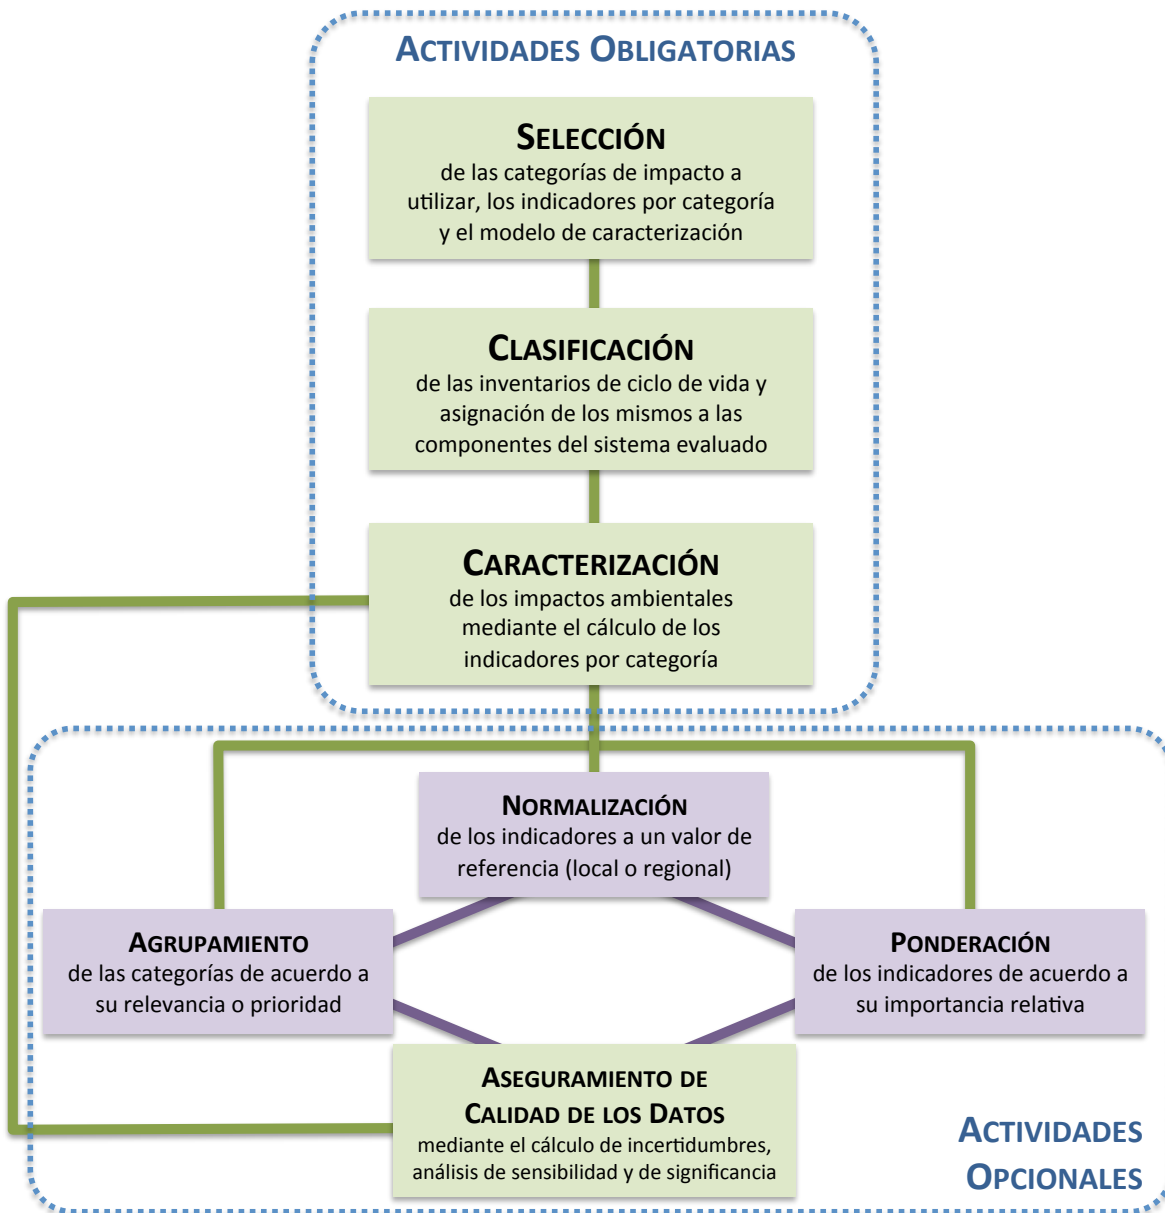 ACTIVIDADES OBLIGATORIAS
SELECCIÓN
de las categorías de impacto a
utilizar, los indicadores por categoría
y el modelo de caracterización
CLASIFICACIÓN
de las inventarios de ciclo de vida y
asignación de los mismos a las
componentes del sistema evaluado
CARACTERIZACIÓN
de los impactos ambientales
mediante el cálculo de los
indicadores por categoría
NORMALIZACIÓN
de los indicadores a un valor de
referencia (local o regional)
AGRUPAMIENTO
de las categorías de acuerdo a
su relevancia o prioridad
PONDERACIÓN
de los indicadores de acuerdo a
su importancia relativa
ASEGURAMIENTO DE
CALIDAD DE LOS DATOS
mediante el cálculo de incertidumbres,
análisis de sensibilidad y de significancia
ACTIVIDADES
OPCIONALES